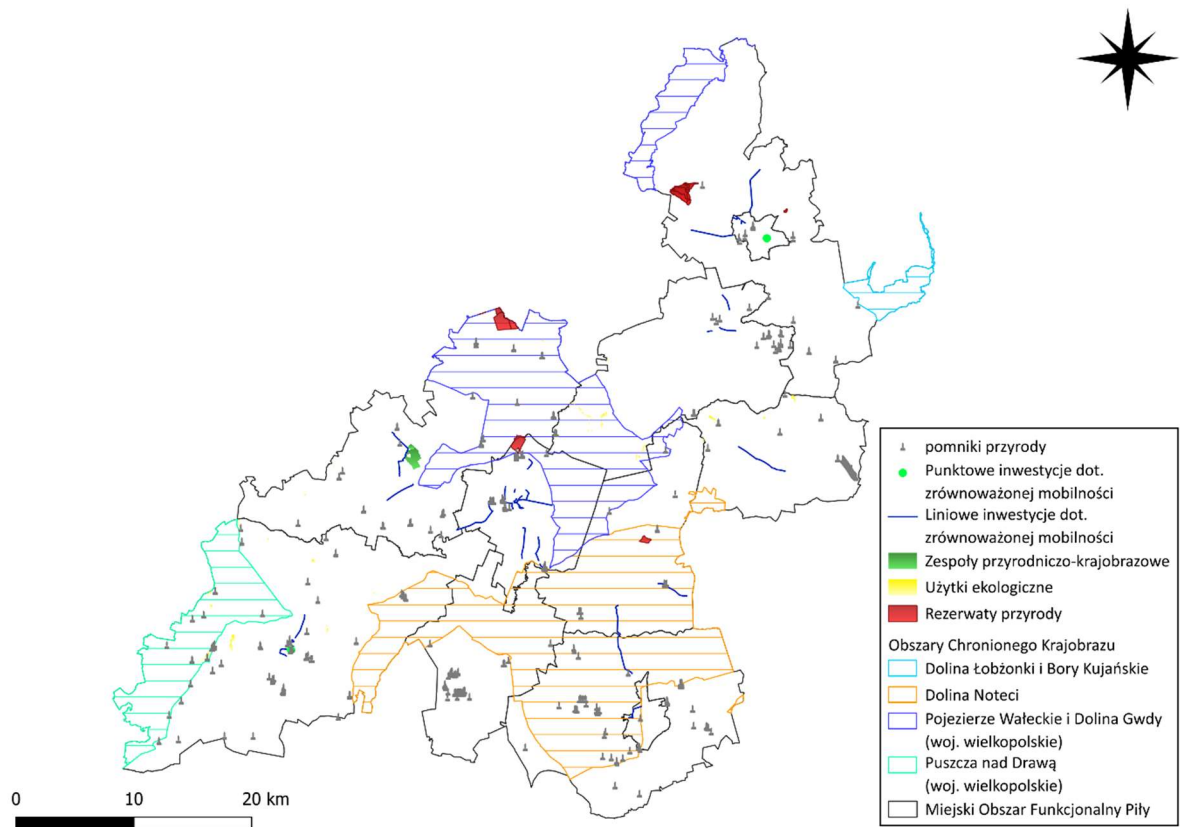 pomniki przyrody
Punktowe inwestycje dot.
zrównoważonej mobilności
Liniowe inwestycje dot.
zrównoważonej mobilności
Zespoły przyrodniczo-krajobrazowe
Użytki ekologiczne
Rezerwaty przyrody
Obszary Chronionego Krajobrazu
Dolina Łobżonki i Bory Kujańskie
Dolina Noteci
Pojezierze Wałeckie i Dolina Gwdy
(woj. wielkopolskie)
Puszcza nad Drawą
(woj. wielkopolskie)
Miejski Obszar Funkcjonalny Piły
0 10 20 km